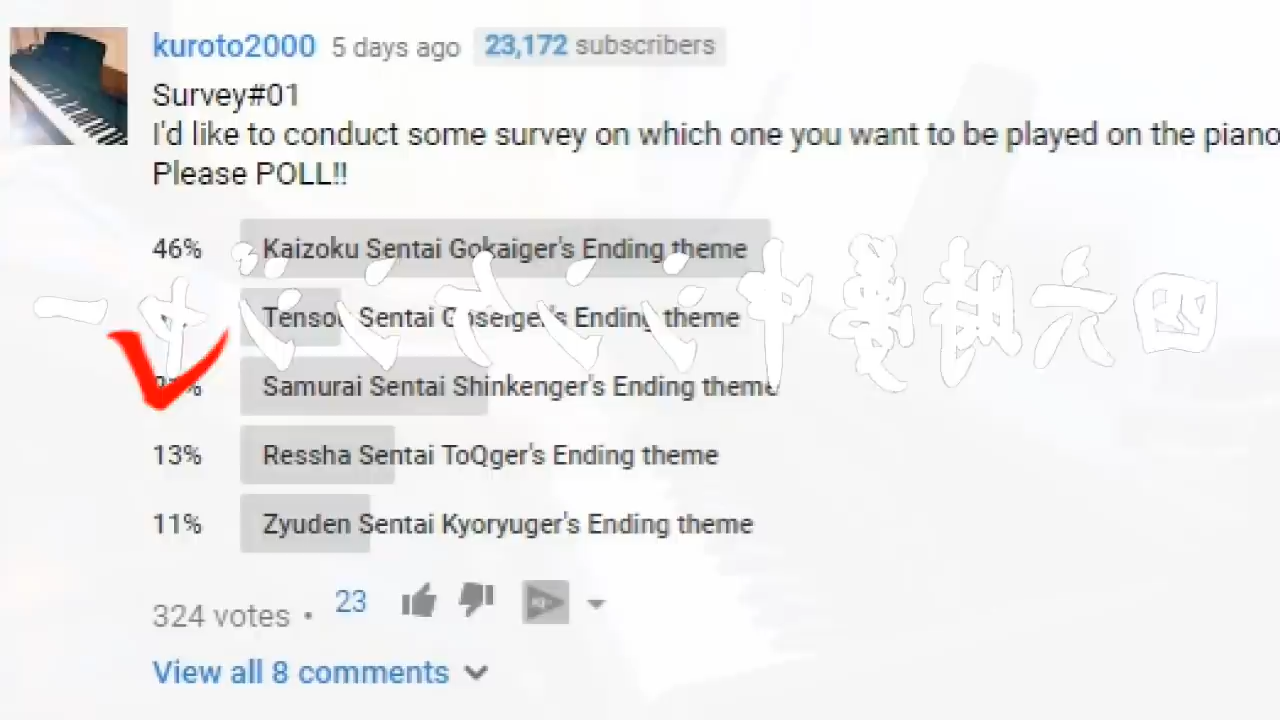 kuroto2000 5 days ago 23,172 subscribers
Survey#01
I'd like to conduct some survey on which one you want to be played on the piano
Please POLL!!
46% Kaizoku Sentai Gokaiger's Ending theme
Tensou Sentai Goseiger's Ending theme
Samurai Sentai Shinkenger's Ending theme
13% Ressha Sentai ToQger's Ending theme
11% Zyuden Sentai Kyoryuger's Ending theme
324 votes • 23
View all 8 comments